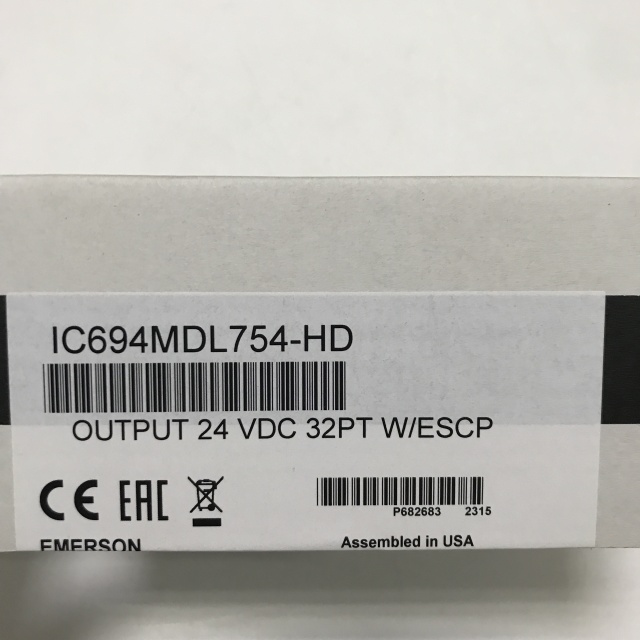 IC694MDL754-HD
OUTPUT 24 VDC 32PT W/ESCP
CE EAC
P682683 2315
EMERSON Assembled in USA